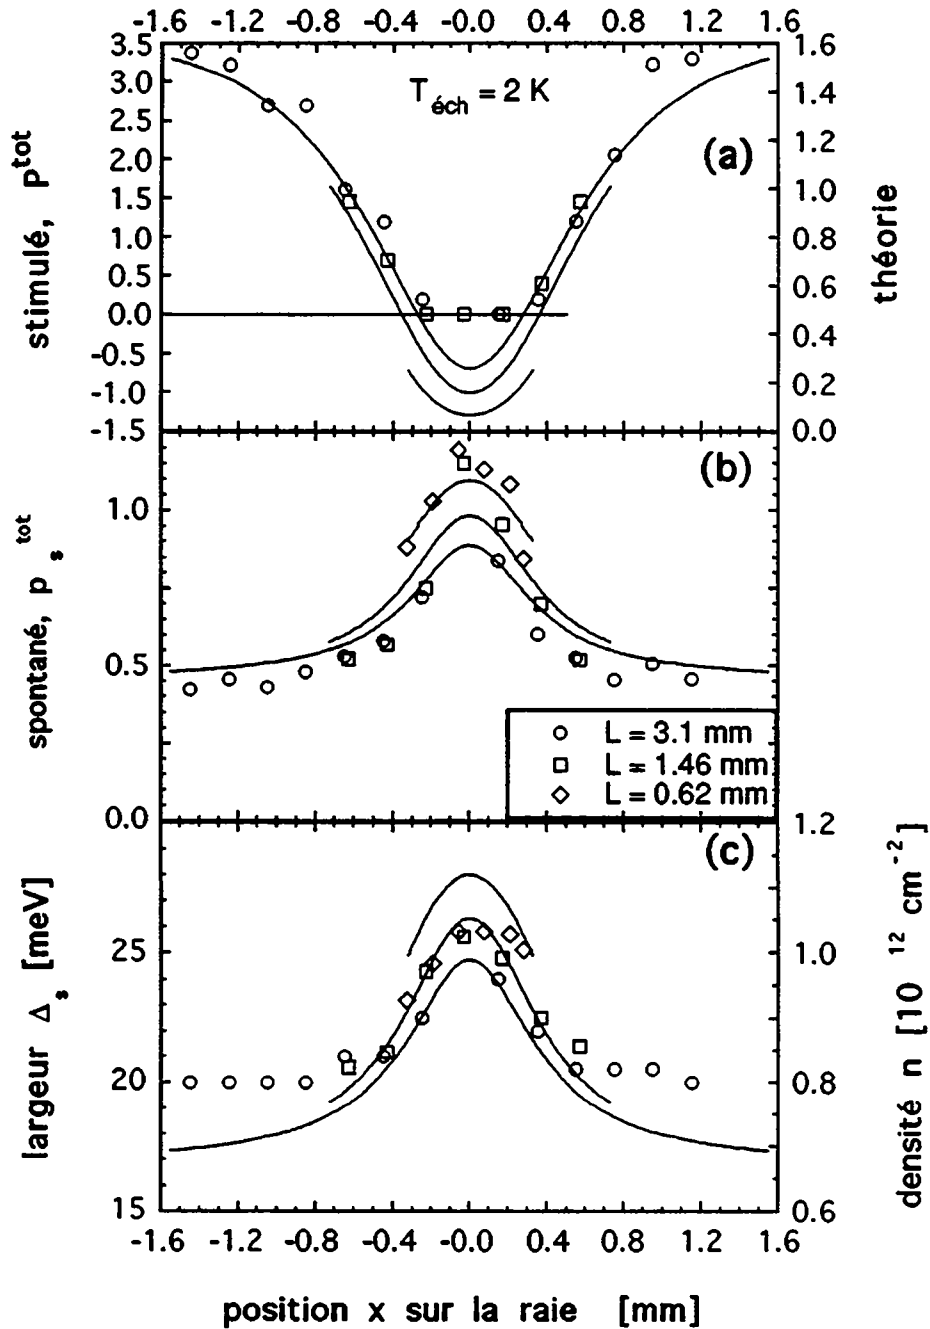 -1.6 -1.2 -0.8 -0.4 -0.0 0.4 0.8 1.2 1.6
3.5
3.0
2.5
2.0
1.5
1.0
0.5
0.0
-0.5
-1.0
-1.5
stimulé, p^tot
T_éch = 2 K
(a)
1.6
1.4
1.2
1.0
0.8
0.6
0.4
0.2
0.0
théorie
1.0
0.5
0.0
spontané, p_s^tot
(b)
L = 3.1 mm
L = 1.46 mm
L = 0.62 mm
25
20
15
largeur Δ_s [meV]
(c)
1.2
1.0
0.8
0.6
densité n [10^12 cm^-2]
-1.6 -1.2 -0.8 -0.4 -0.0 0.4 0.8 1.2 1.6
position x sur la raie [mm]